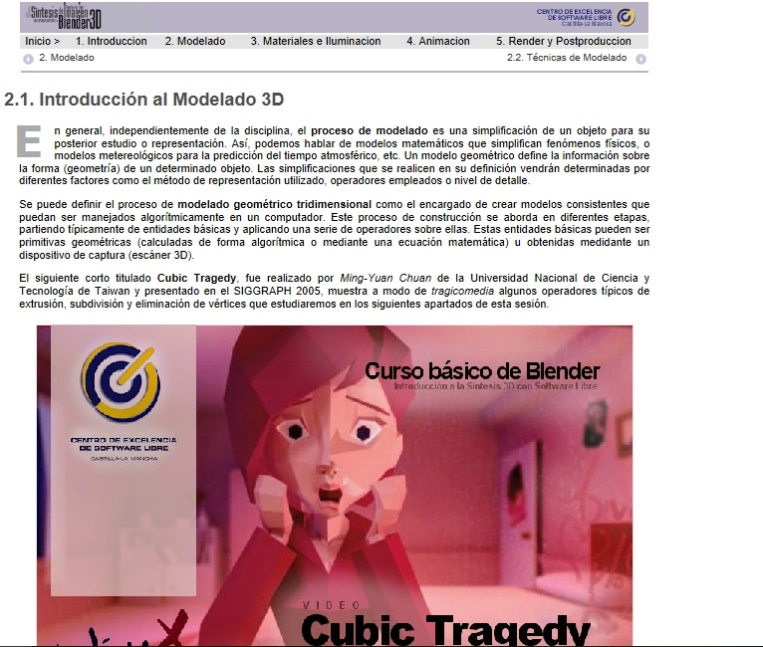 Síntesis de Imagen
Blender3D
CENTRO DE EXCELENCIA
DE SOFTWARE LIBRE
Castilla-La Mancha
Inicio > 1. Introduccion 2. Modelado 3. Materiales e Iluminacion 4. Animacion 5. Render y Postproduccion
2. Modelado 2.2. Técnicas de Modelado
2.1. Introducción al Modelado 3D
En general, independientemente de la disciplina, el proceso de modelado es una simplificación de un objeto para su
posterior estudio o representación. Así, podemos hablar de modelos matemáticos que simplifican fenómenos físicos, o
modelos metereológicos para la predicción del tiempo atmosférico, etc. Un modelo geométrico define la información sobre
la forma (geometría) de un determinado objeto. Las simplificaciones que se realicen en su definición vendrán determinadas por
diferentes factores como el método de representación utilizado, operadores empleados o nivel de detalle.
Se puede definir el proceso de modelado geométrico tridimensional como el encargado de crear modelos consistentes que
puedan ser manejados algorítmicamente en un computador. Este proceso de construcción se aborda en diferentes etapas,
partiendo típicamente de entidades básicas y aplicando una serie de operadores sobre ellas. Estas entidades básicas pueden ser
primitivas geométricas (calculadas de forma algorítmica o mediante una ecuación matemática) u obtenidas medidante un
dispositivo de captura (escáner 3D).
El siguiente corto titulado Cubic Tragedy, fue realizado por Ming-Yuan Chuan de la Universidad Nacional de Ciencia y
Tecnología de Taiwan y presentado en el SIGGRAPH 2005, muestra a modo de tragicomedia algunos operadores típicos de
extrusión, subdivisión y eliminación de vértices que estudiaremos en los siguientes apartados de esta sesión.
Curso básico de Blender
Introducción a la Síntesis 3D con Software Libre
CENTRO DE EXCELENCIA
DE SOFTWARE LIBRE
CASTILLA-LA MANCHA
VIDEO
Cubic Tragedy